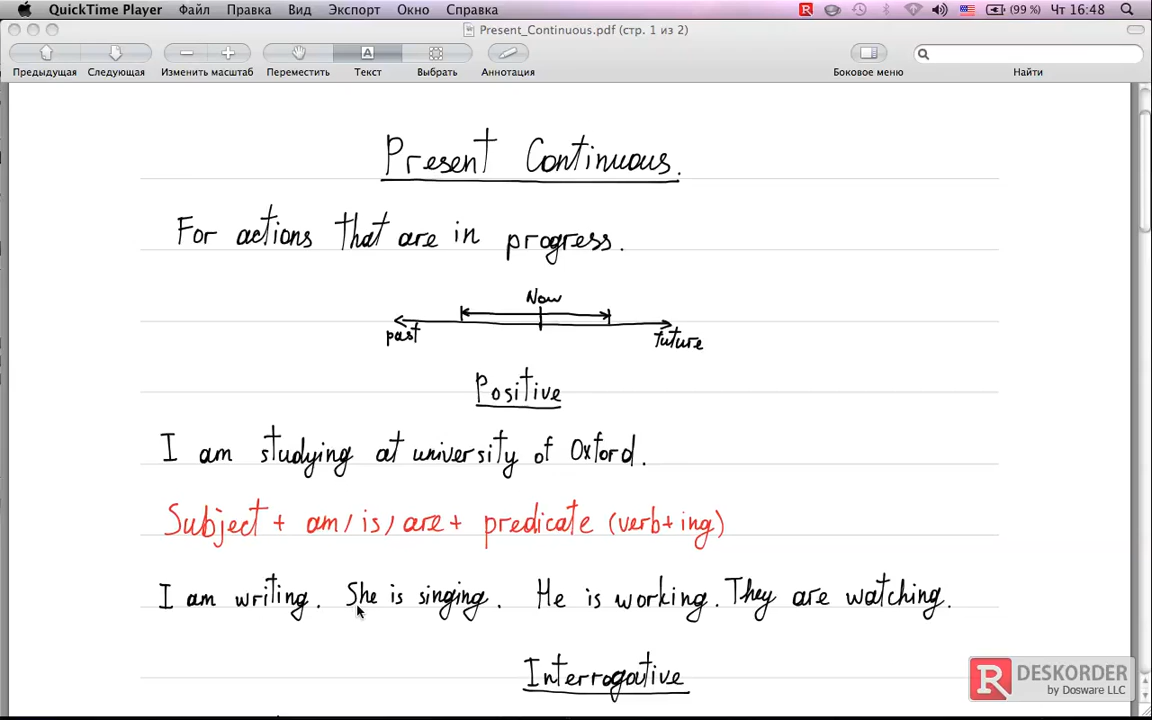 QuickTime Player Файл Правка Вид Экспорт Окно Справка (99 %) Чт 16:48
Present_Continuous.pdf (стр. 1 из 2)
Предыдущая Следующая Изменить масштаб Переместить Текст Выбрать Аннотация Боковое меню Найти
Present Continuous.
For actions that are in progress.
Now
past future
Positive
I am studying at university of Oxford.
Subject + am/is/are + predicate (verb+ing)
I am writing. She is singing. He is working. They are watching.
Interrogative
R DESKORDER
by Dosware LLC